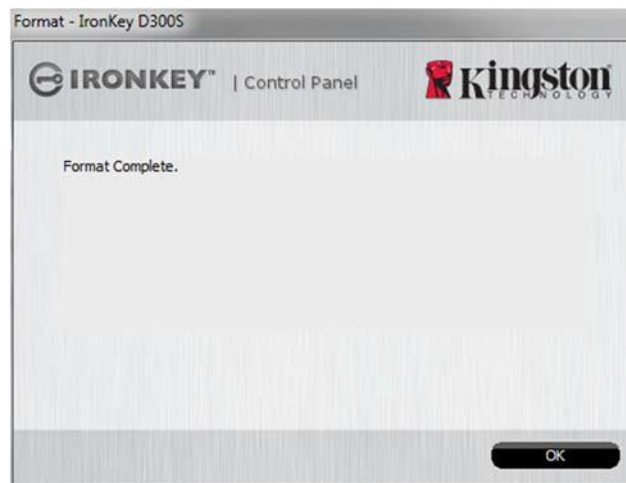 Format - IronKey D300S
IRONKEY™ | Control Panel
Kingston
TECHNOLOGY
Format Complete.
OK